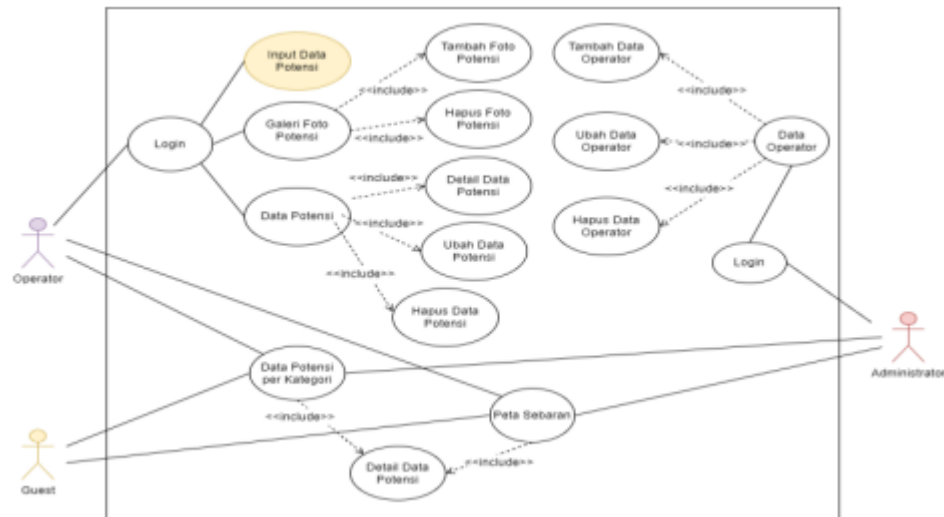 Input Data
Potensi
Tambah Foto
Potensi
Tambah Data
Operator
<<include>>
<<include>>
Login
Galeri Foto
Potensi
Hapus Foto
Potensi
<<include>>
Ubah Data
Operator
<<include>>
Data
Operator
<<include>>
Detail Data
Potensi
<<include>>
Data Potensi
<<include>>
Hapus Data
Operator
Ubah Data
Potensi
Operator
<<include>>
Login
Hapus Data
Potensi
Data Potensi
per Kategori
Administrator
<<include>>
Peta Sebaran
Detail Data
Potensi
<<include>>
Guest